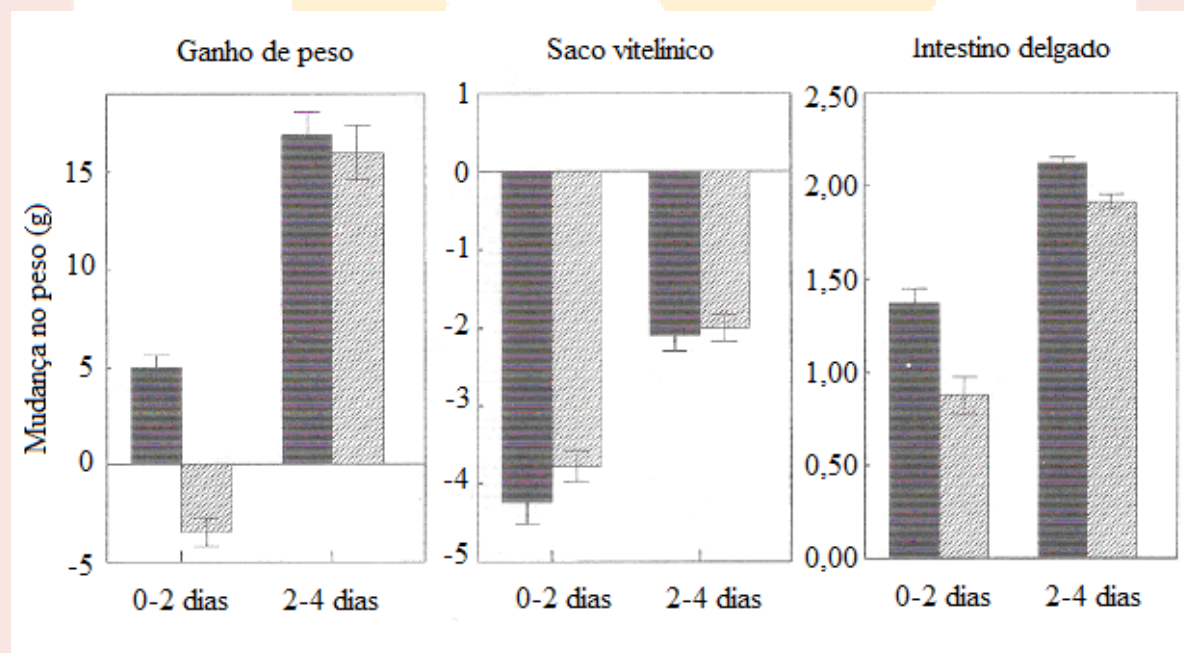 Ganho de peso
Saco vitelínico
Intestino delgado
Mudança no peso (g)
15
10
5
0
-5
0-2 dias
2-4 dias
1
0
-1
-2
-3
-4
-5
0-2 dias
2-4 dias
2,50
2,00
1,50
1,00
0,50
0,00
0-2 dias
2-4 dias